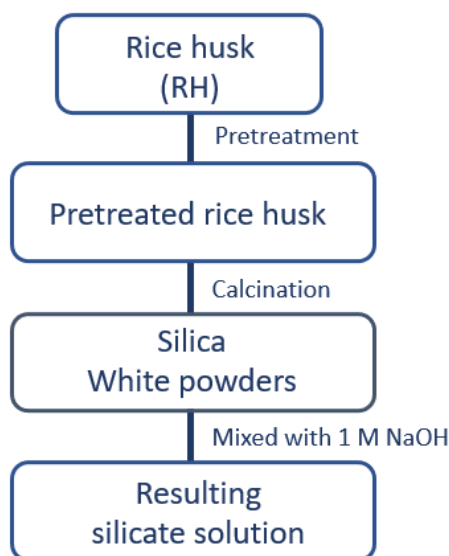 Rice husk
(RH)
Pretreatment
Pretreated rice husk
Calcination
Silica
White powders
Mixed with 1 M NaOH
Resulting
silicate solution